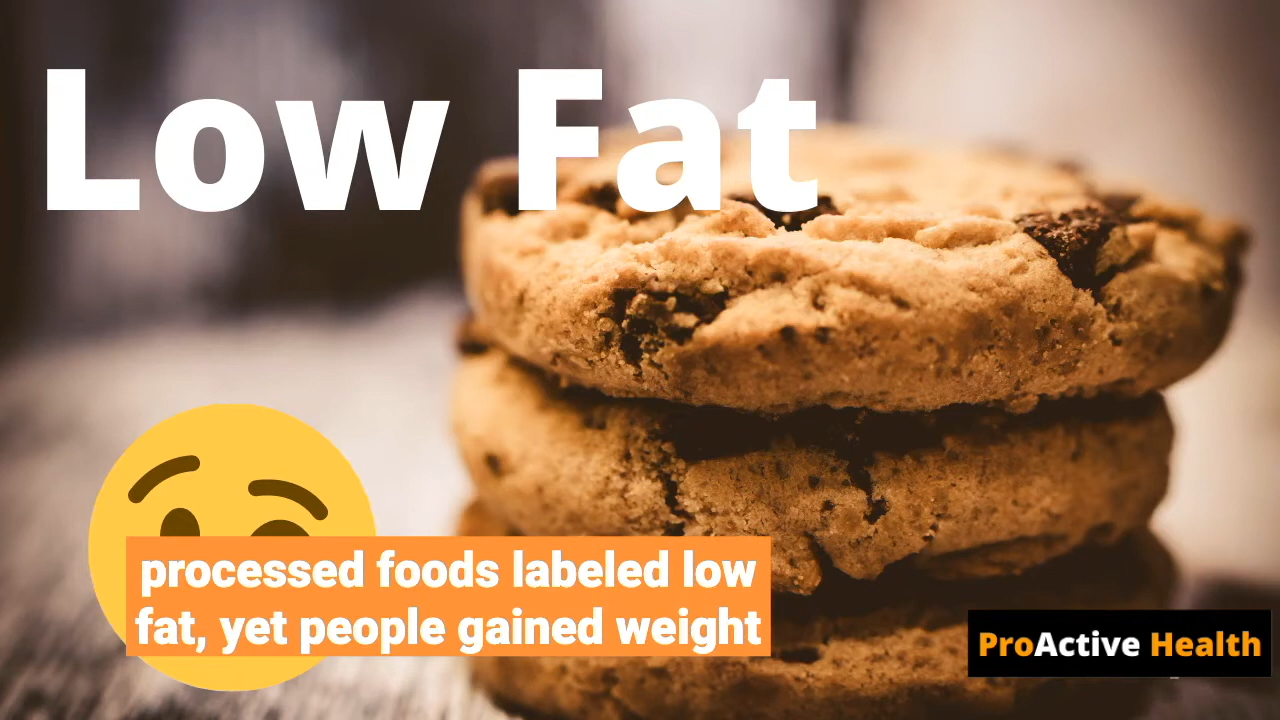 Low Fat
processed foods labeled low
fat, yet people gained weight
ProActive Health